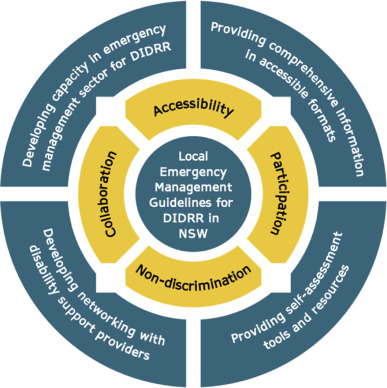 Developing capacity in emergency
management sector for DIDRR
Providing comprehensive information
in accessible formats
Accessibility
Collaboration
Local
Emergency
Management
Guidelines for
DIDRR in
NSW
Participation
Non-discrimination
Developing networking with
disability support providers
Providing self-assessment
tools and resources